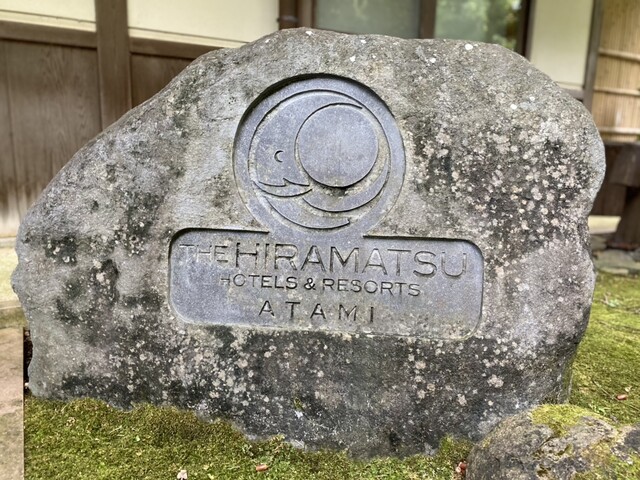 THE HIRAMATSU
HOTELS & RESORTS
ATAMI